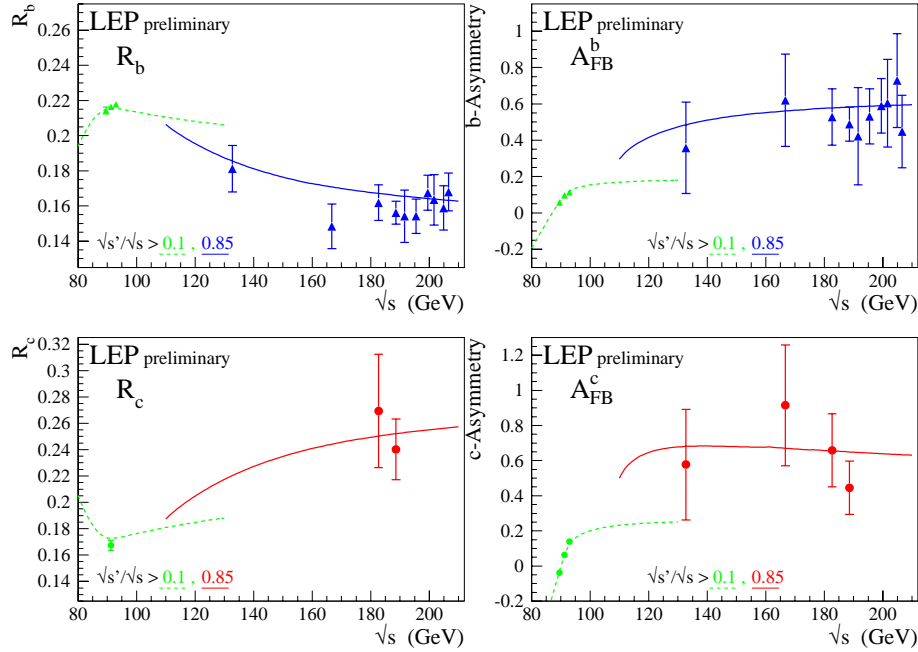 LEP preliminary
R_b
R_b
0.26
0.24
0.22
0.2
0.18
0.16
0.14
√s’/√s > 0.1 , 0.85
80 100 120 140 160 180 200
√s (GeV)
LEP preliminary
A_FB^b
b-Asymmetry
1
0.8
0.6
0.4
0.2
0
-0.2
√s’/√s > 0.1 , 0.85
80 100 120 140 160 180 200
√s (GeV)
LEP preliminary
R_c
R_c
0.32
0.3
0.28
0.26
0.24
0.22
0.2
0.18
0.16
0.14
√s’/√s > 0.1 , 0.85
80 100 120 140 160 180 200
√s (GeV)
LEP preliminary
A_FB^c
c-Asymmetry
1.2
1
0.8
0.6
0.4
0.2
0
-0.2
√s’/√s > 0.1 , 0.85
80 100 120 140 160 180 200
√s (GeV)